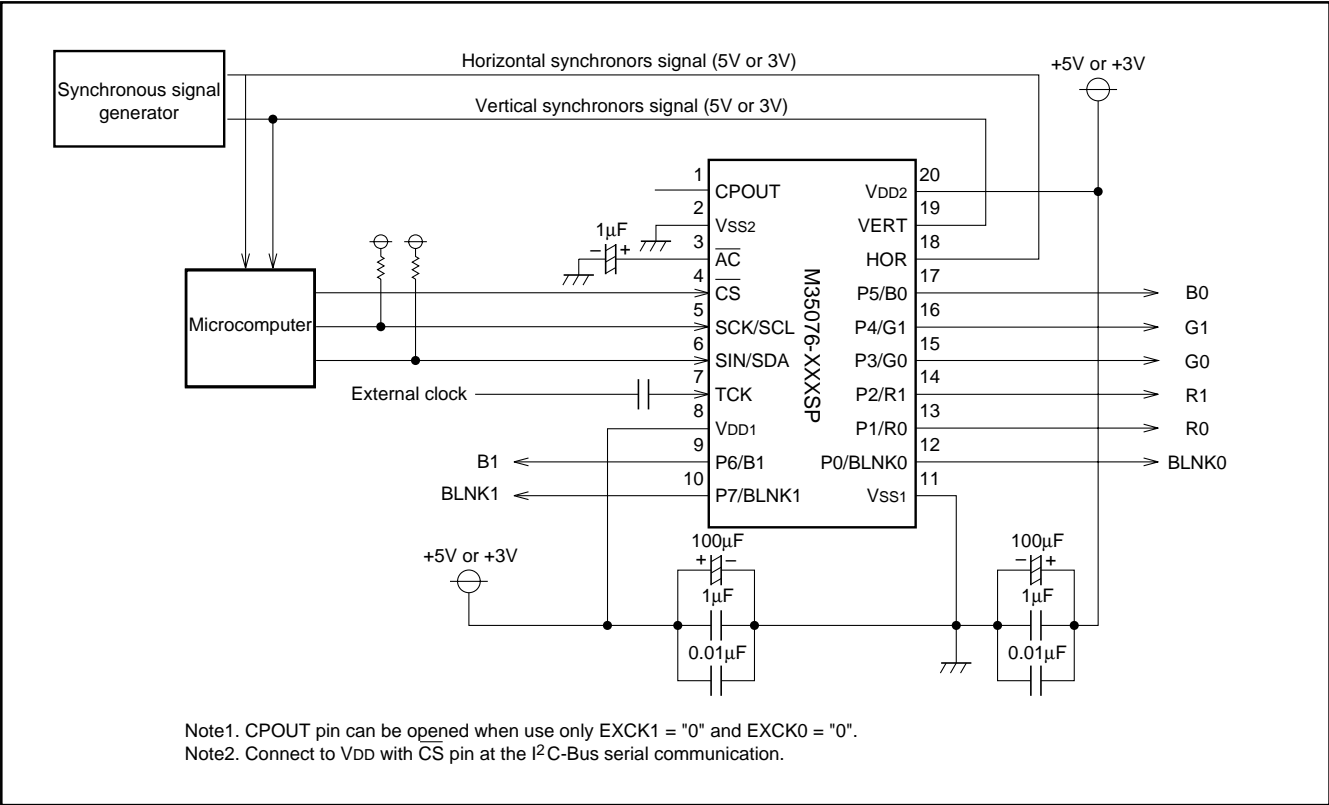 Horizontal synchronors signal (5V or 3V)
+5V or +3V
Synchronous signal
generator
Vertical synchronors signal (5V or 3V)
1
CPOUT
VDD2
20
2
VSS2
VERT
19
1μF
− +
3
AC
HOR
18
4
CS
P5/B0
17
B0
Microcomputer
5
SCK/SCL
P4/G1
16
G1
6
SIN/SDA
P3/G0
15
G0
External clock
7
TCK
P2/R1
14
R1
8
VDD1
P1/R0
13
R0
B1
9
P6/B1
P0/BLNK0
12
BLNK0
BLNK1
10
P7/BLNK1
VSS1
11
M35076-XXXSP
+5V or +3V
100μF
+ −
1μF
0.01μF
100μF
− +
1μF
0.01μF
Note1. CPOUT pin can be opened when use only EXCK1 = "0" and EXCK0 = "0".
Note2. Connect to VDD with CS pin at the I2C-Bus serial communication.